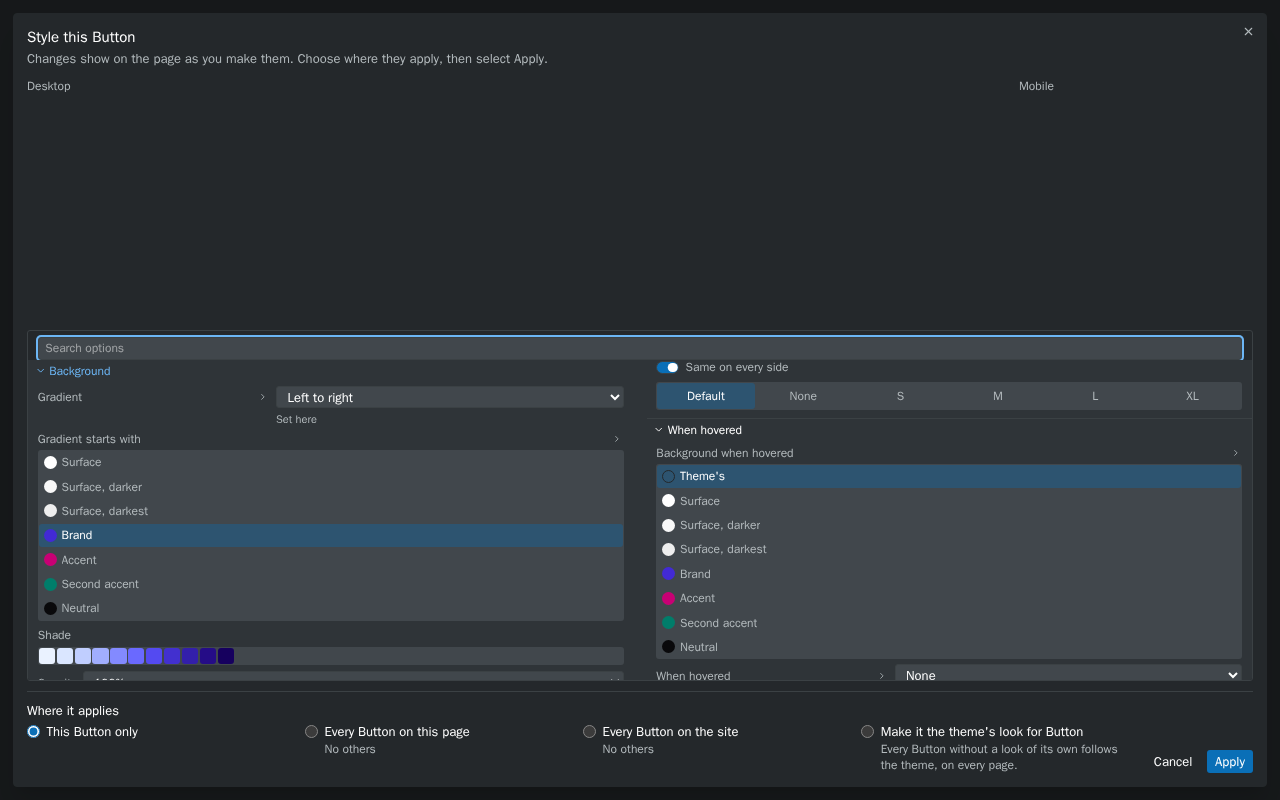 Style this Button
Changes show on the page as you make them. Choose where they apply, then select Apply.
Desktop
Mobile
Search options
Background
Gradient
Left to right
Set here
Gradient starts with
Surface
Surface, darker
Surface, darkest
Brand
Accent
Second accent
Neutral
Shade
Same on every side
Default None S M L XL
When hovered
Background when hovered
Theme's
Surface
Surface, darker
Surface, darkest
Brand
Accent
Second accent
Neutral
When hovered
None
Where it applies
This Button only
Every Button on this page
No others
Every Button on the site
No others
Make it the theme's look for Button
Every Button without a look of its own follows
the theme, on every page.
Cancel
Apply